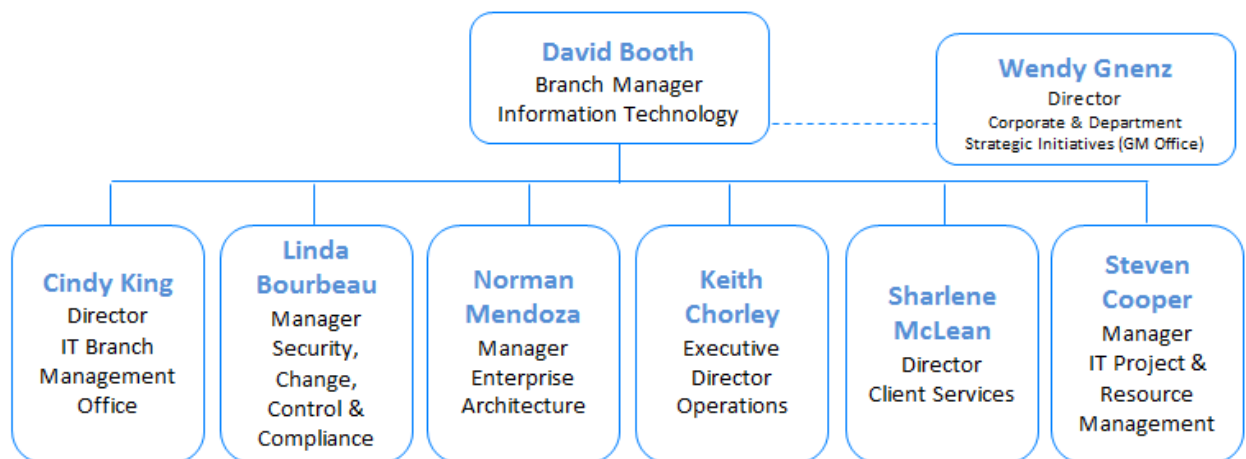 David Booth
Branch Manager
Information Technology
Wendy Gnenz
Director
Corporate & Department
Strategic Initiatives (GM Office)
Cindy King
Director
IT Branch
Management
Office
Linda
Bourbeau
Manager
Security,
Change,
Control &
Compliance
Norman
Mendoza
Manager
Enterprise
Architecture
Keith
Chorley
Executive
Director
Operations
Sharlene
McLean
Director
Client Services
Steven
Cooper
Manager
IT Project &
Resource
Management